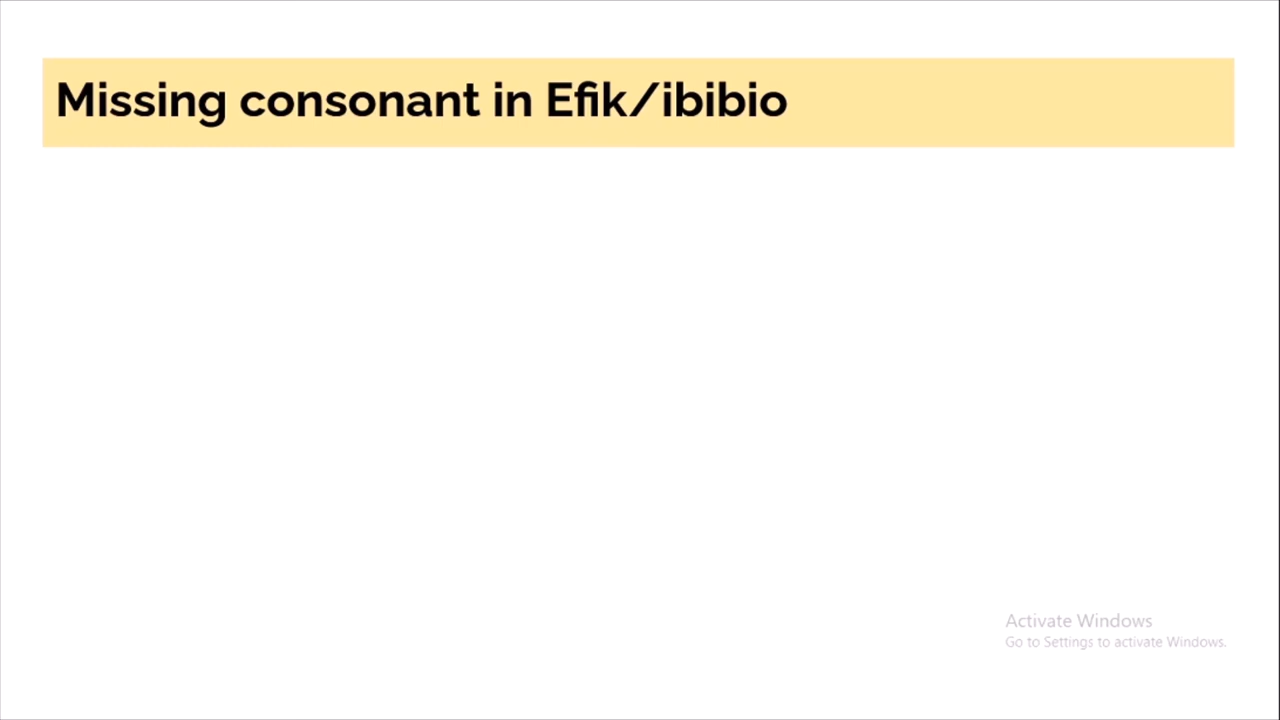 Missing consonant in Efik/ibibio
Activate Windows
Go to Settings to activate Windows.